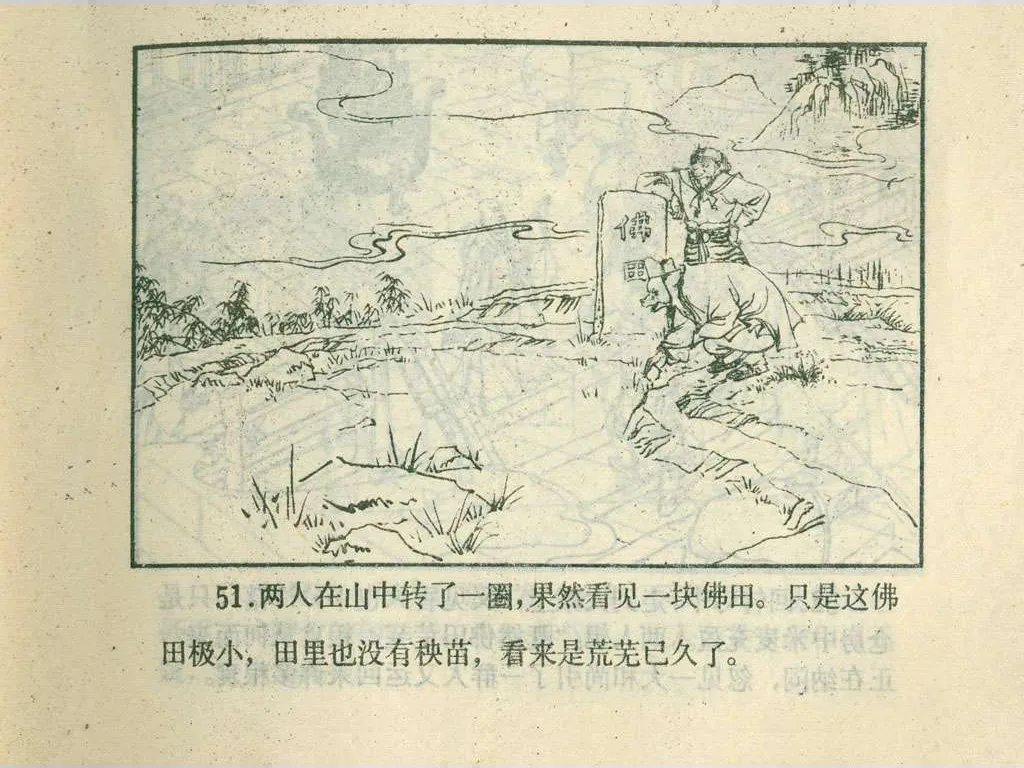 佛
田
51.两人在山中转了一圈,果然看见一块佛田。只是这佛
田极小，田里也没有秧苗，看来是荒芜已久了。